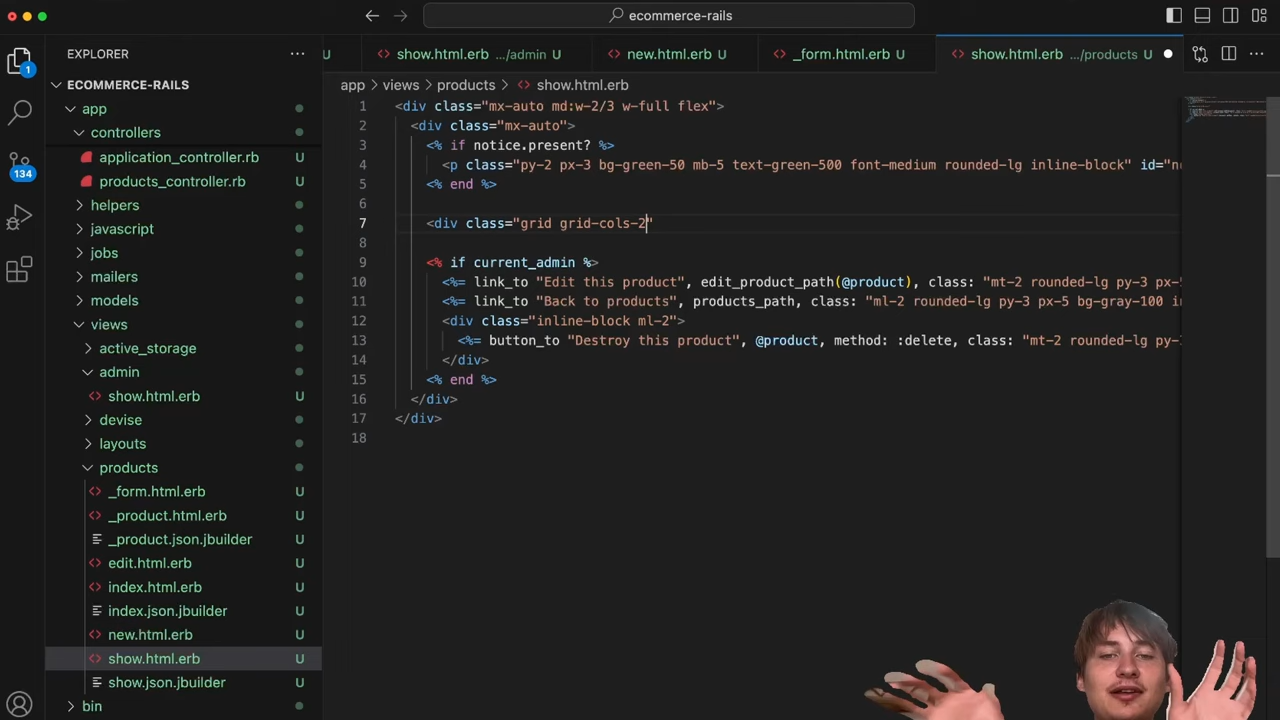 ecommerce-rails
EXPLORER
ECOMMERCE-RAILS
app
controllers
application_controller.rb U
products_controller.rb U
helpers
javascript
jobs
mailers
models
views
active_storage
admin
show.html.erb U
devise
layouts
products
_form.html.erb U
_product.html.erb U
_product.json.jbuilder U
edit.html.erb U
index.html.erb U
index.json.jbuilder U
new.html.erb U
show.html.erb U
show.json.jbuilder U
bin
1
134
U show.html.erb .../admin U new.html.erb U _form.html.erb U show.html.erb .../products U
app > views > products > show.html.erb
1 <div class="mx-auto md:w-2/3 w-full flex">
2 <div class="mx-auto">
3 <% if notice.present? %>
4 <p class="py-2 px-3 bg-green-50 mb-5 text-green-500 font-medium rounded-lg inline-block" id="n
5 <% end %>
6
7 <div class="grid grid-cols-2"
8
9 <% if current_admin %>
10 <%= link_to "Edit this product", edit_product_path(@product), class: "mt-2 rounded-lg py-3 px-5
11 <%= link_to "Back to products", products_path, class: "ml-2 rounded-lg py-3 px-5 bg-gray-100 i
12 <div class="inline-block ml-2">
13 <%= button_to "Destroy this product", @product, method: :delete, class: "mt-2 rounded-lg py-
14 </div>
15 <% end %>
16 </div>
17 </div>
18